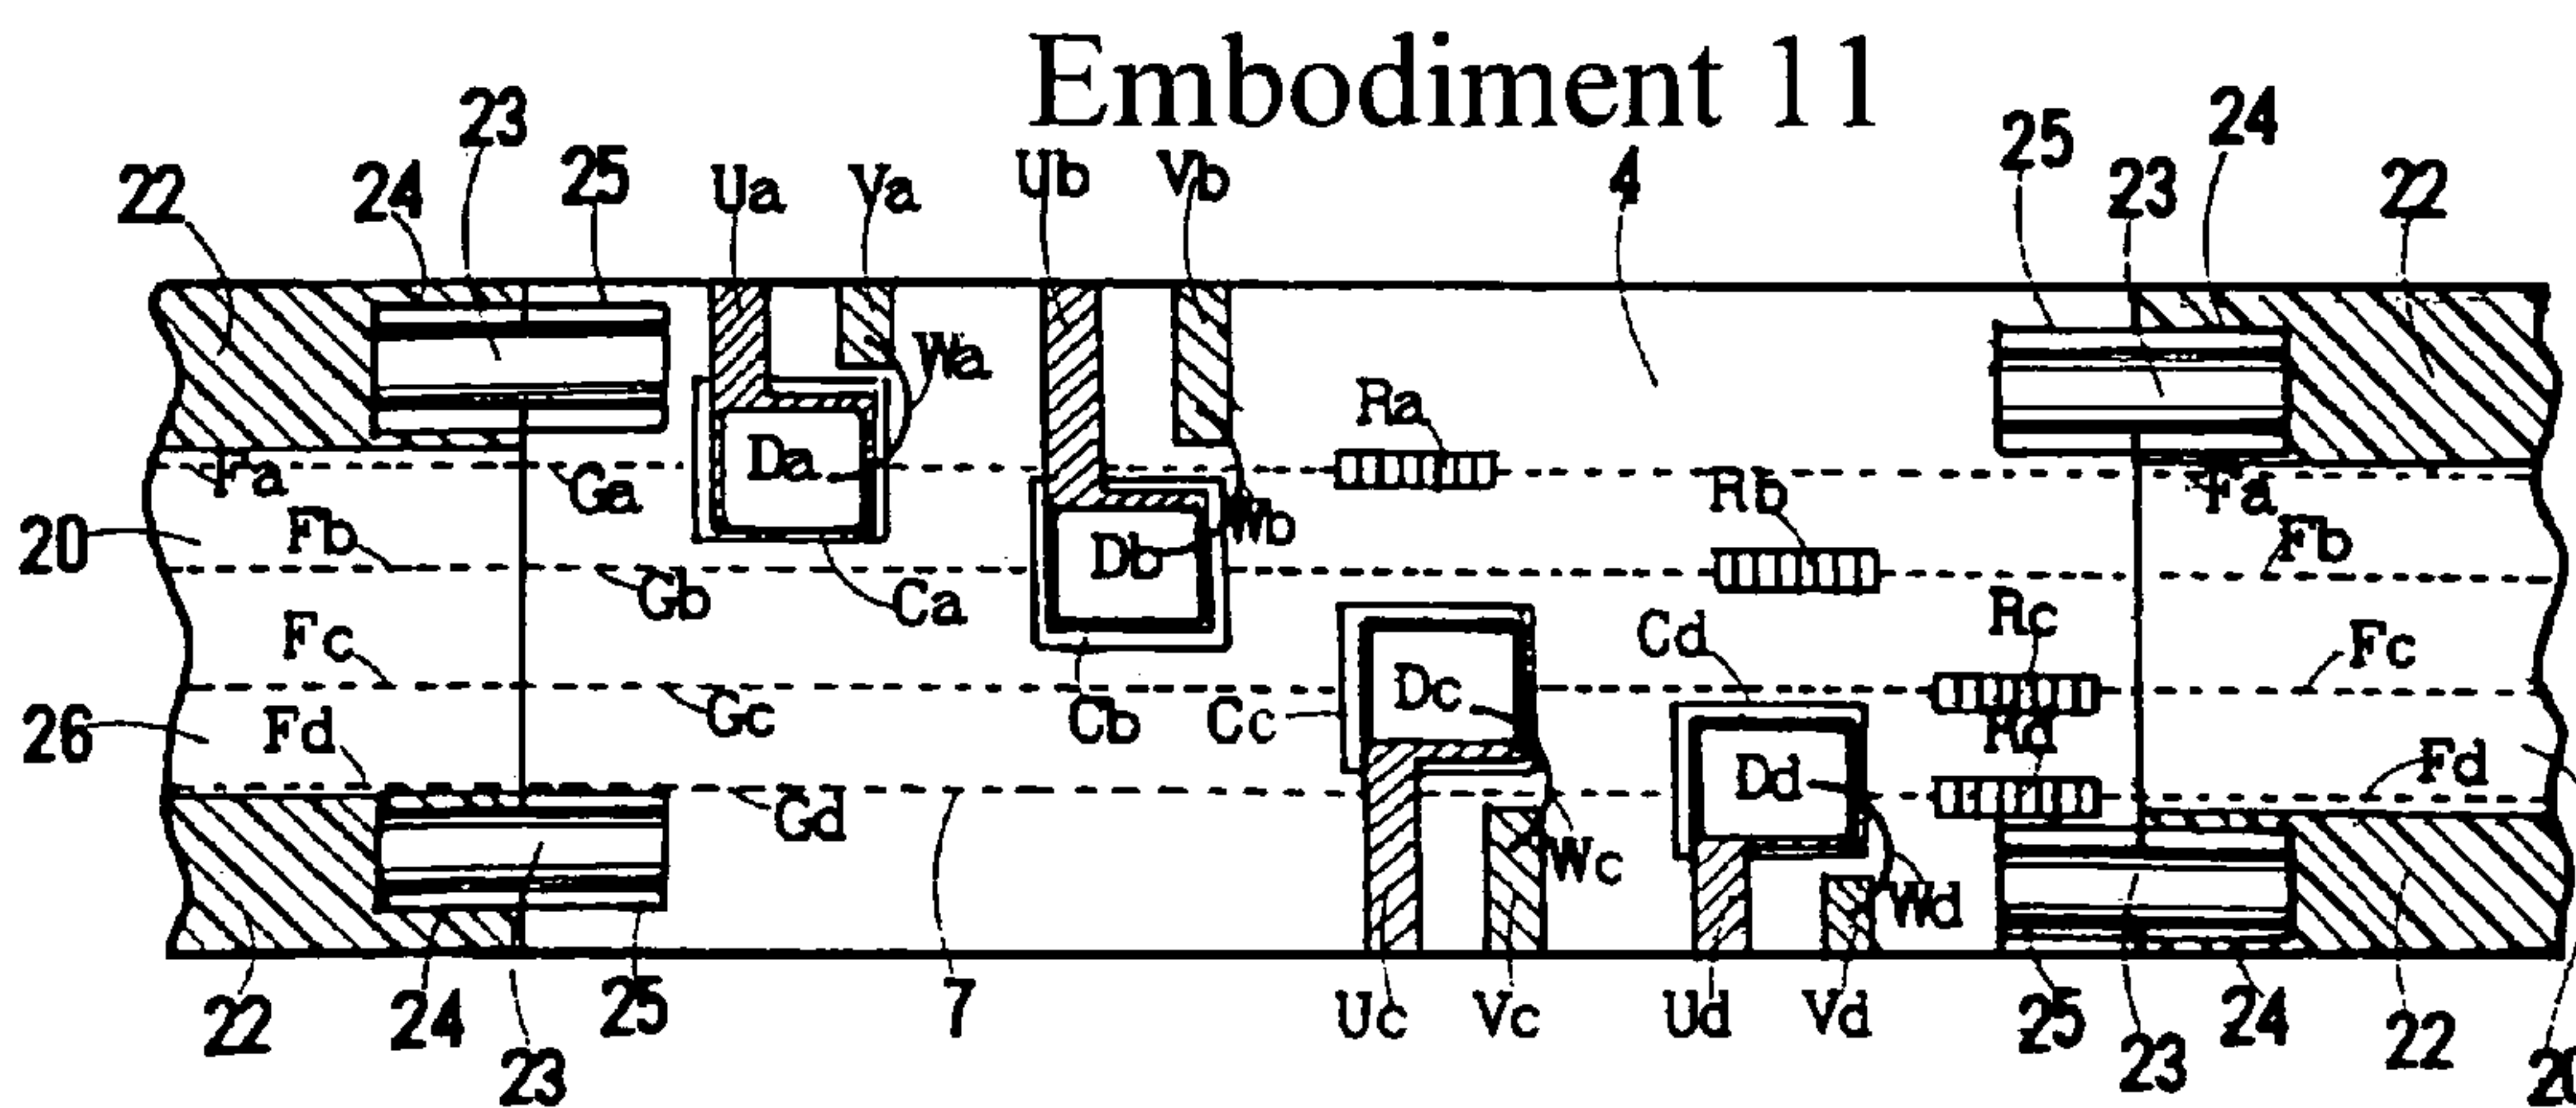 Embodiment 11
23
24
25
4
24
25
22
Ua
Va
Ub
Vb
23
22
Wa
Ra
Da
Rb
Fa
Ga
Fa
20
Fb
Db
Wb
Fb
Gb
Ca
Rc
Fc
Cd
Fc
Dc
26
Fd
Gc
Cb
Cc
Rd
Dd
Fd
Gd
Wc
Wd
22
24
25
7
Uc
Vc
Ud
Vd
25
24
22
23
23